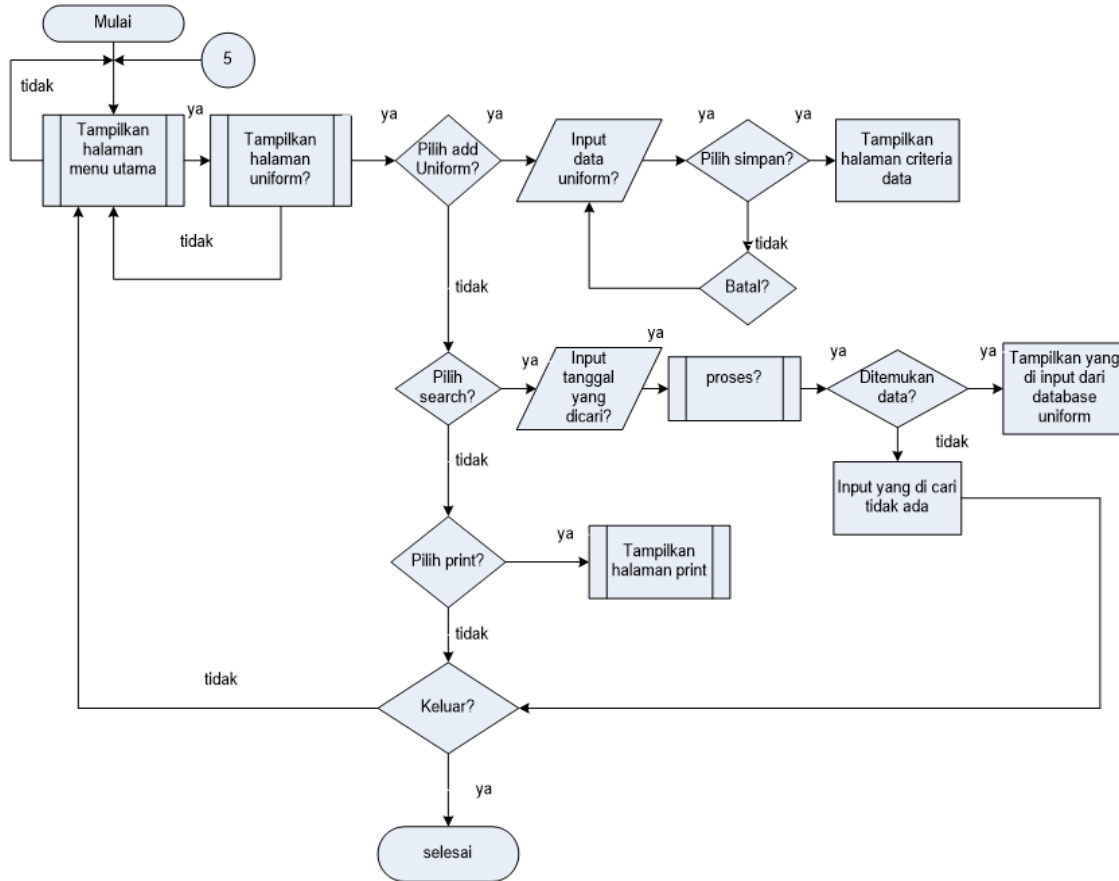 Mulai
5
tidak
Tampilkan
halaman
menu utama
ya
Tampilkan
halaman
uniform?
tidak
ya
Pilih add
Uniform?
ya
Input
data
uniform?
ya
Pilih simpan?
ya
Tampilkan
halaman criteria
data
tidak
Batal?
tidak
Pilih
search?
ya
Input
tanggal
yang
dicari?
ya
proses?
ya
Ditemukan
data?
ya
Tampilkan yang
di input dari
database
uniform
tidak
Input yang di cari
tidak ada
tidak
Pilih print?
ya
Tampilkan
halaman print
tidak
Keluar?
tidak
ya
selesai